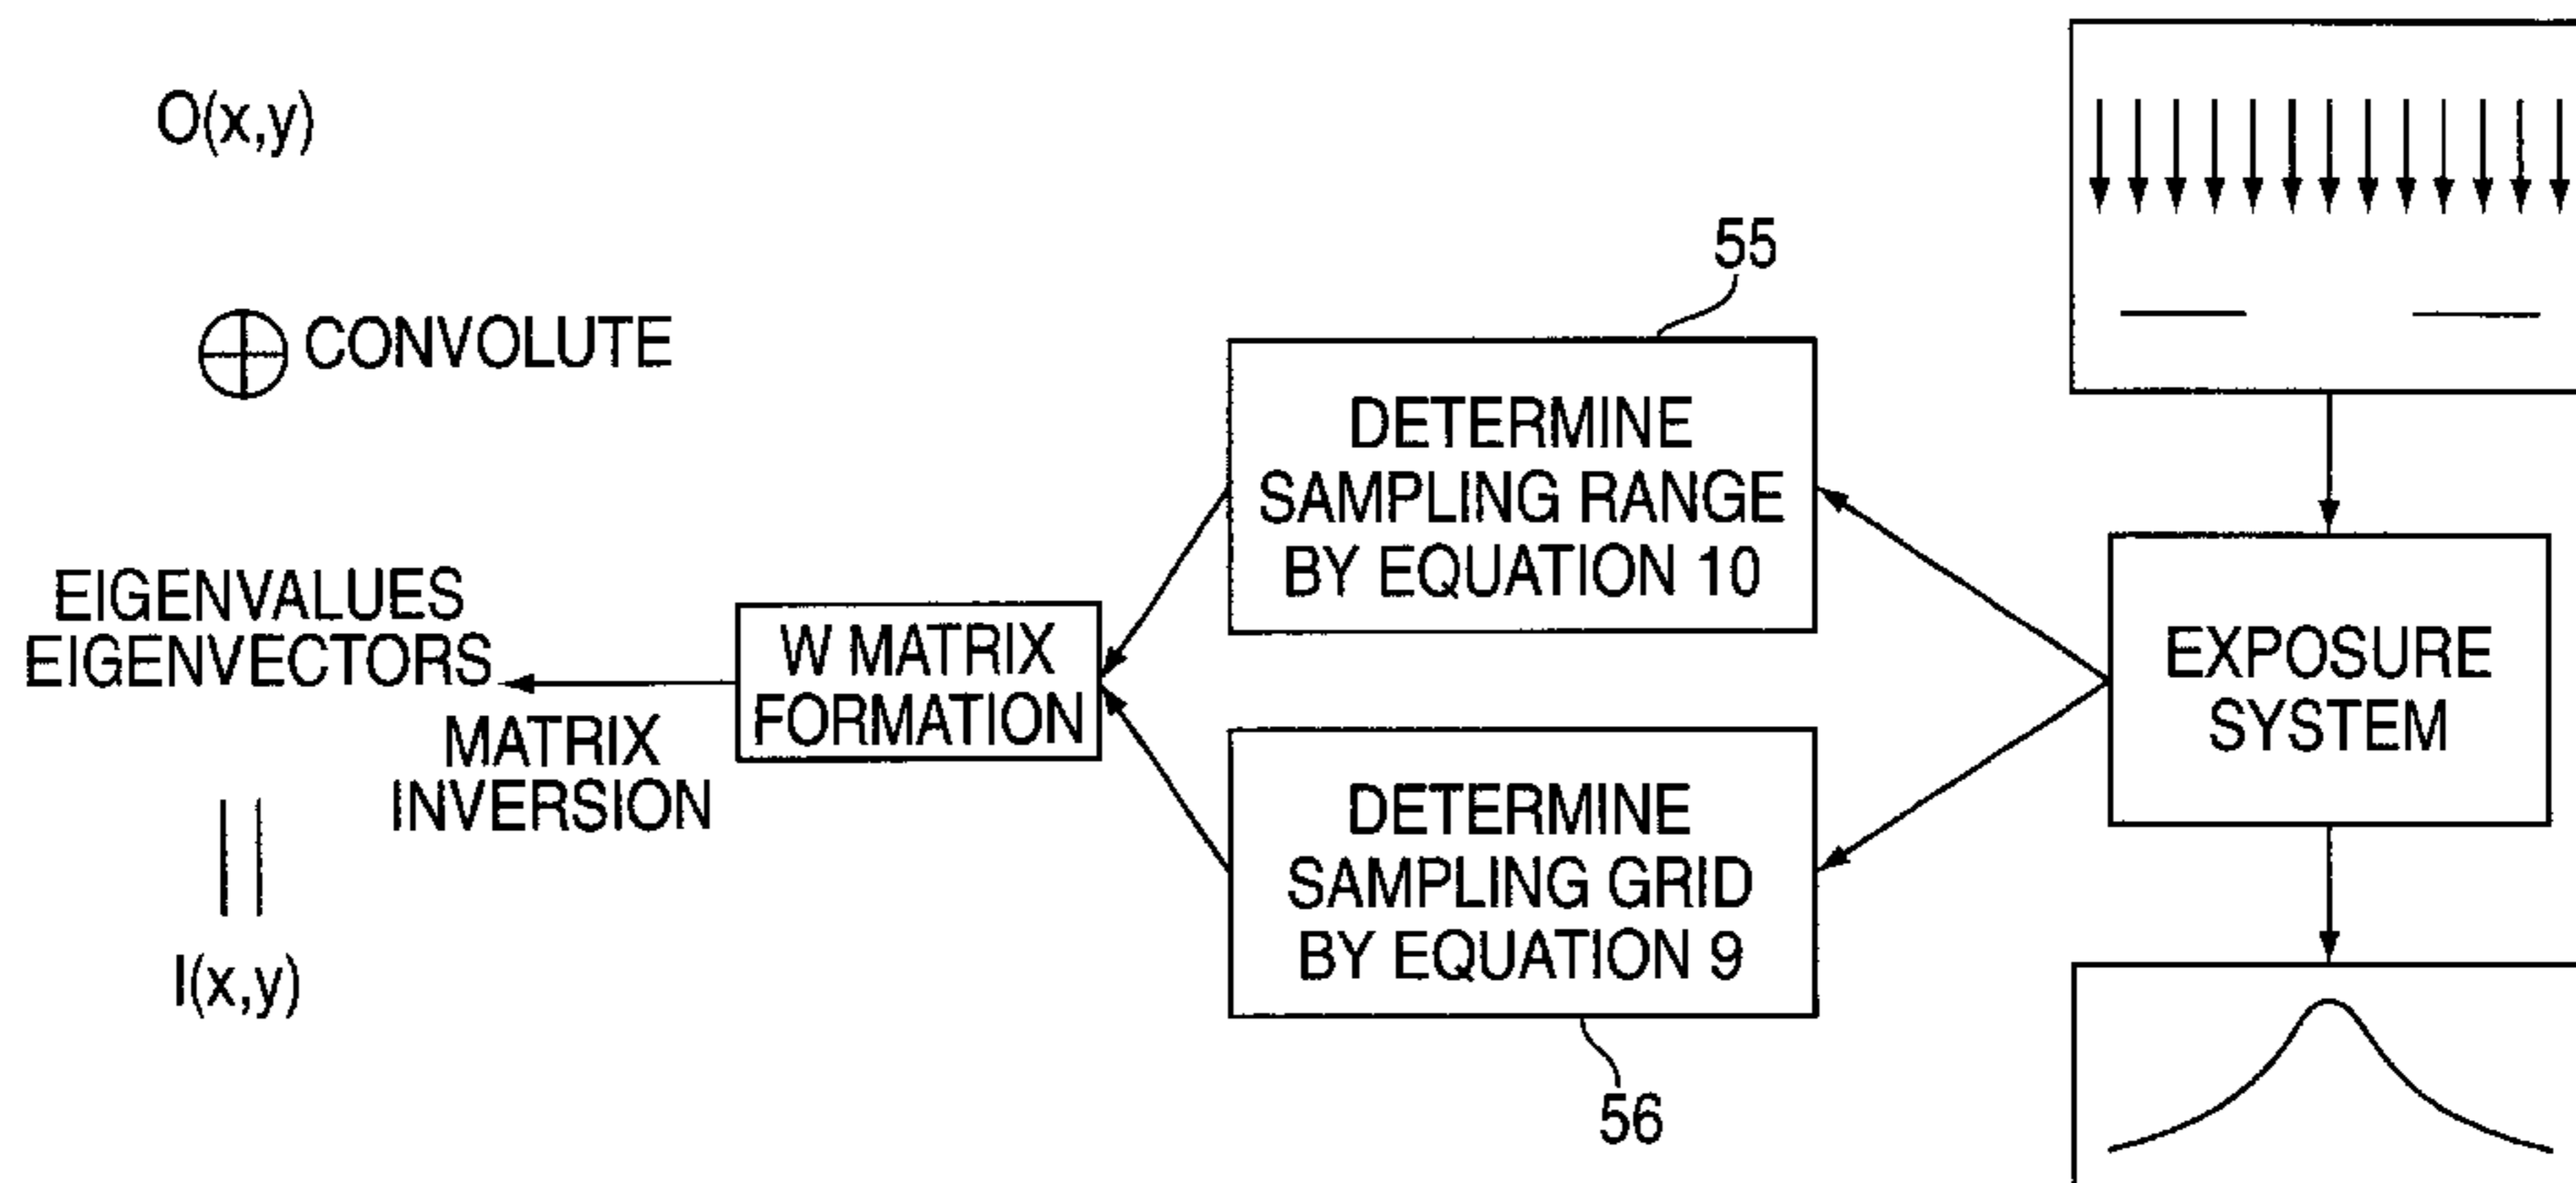 O(x,y)
55
CONVOLUTE
DETERMINE
SAMPLING RANGE
BY EQUATION 10
EIGENVALUES
EIGENVECTORS
W MATRIX
FORMATION
EXPOSURE
SYSTEM
MATRIX
INVERSION
DETERMINE
SAMPLING GRID
BY EQUATION 9
I(x,y)
56